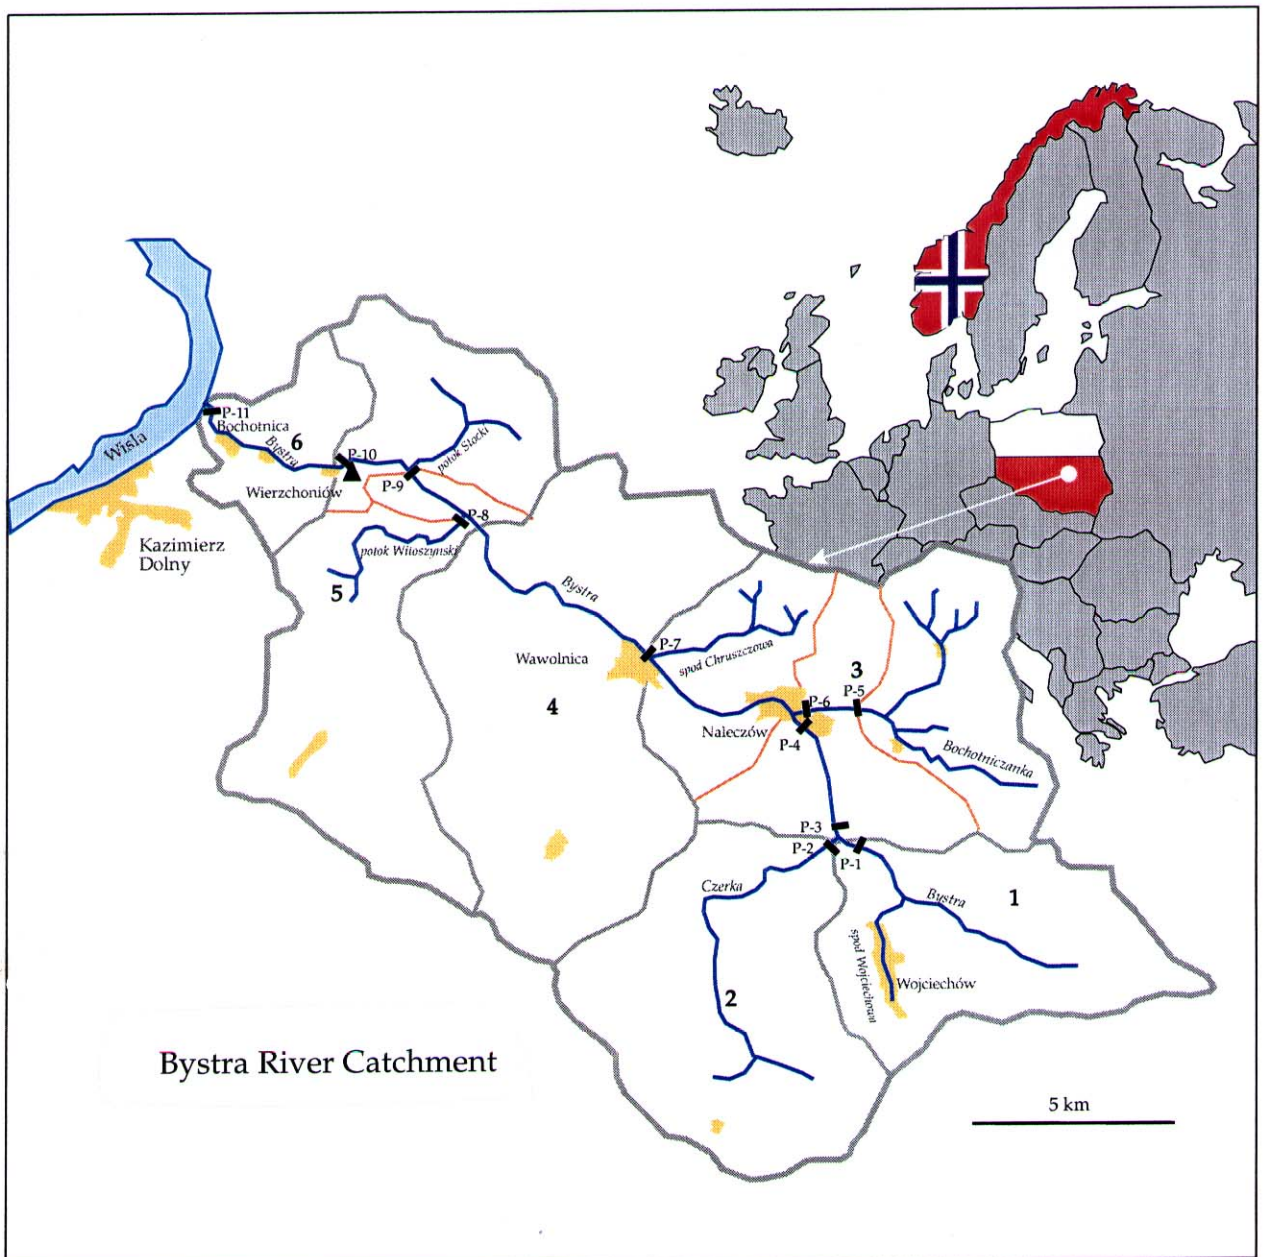 P-11
Bochotnica
Bystra
6
Wisla
P-10
potok Stocki
P-9
Wierzchoniów
P-8
Kazimierz
Dolny
potok Witoszynski
5
Bystra
P-7
Wawolnica
spod Chruszczowa
3
4
P-5
P-6
Naleczów
P-4
Bochotniczanka
P-3
P-2
P-1
Czerka
Bystra
1
spod Wojciechowa
Wojciechów
2
Bystra River Catchment
5 km